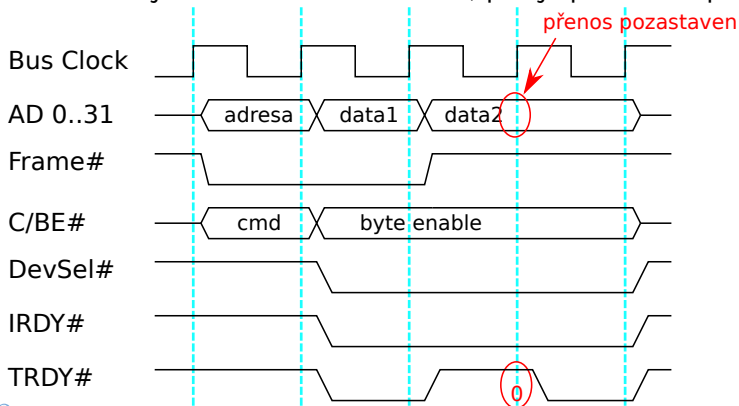 přenos pozastaven
Bus Clock
AD 0..31 adresa data1 data2
Frame#
C/BE# cmd byte enable
DevSel#
IRDY#
TRDY# 0